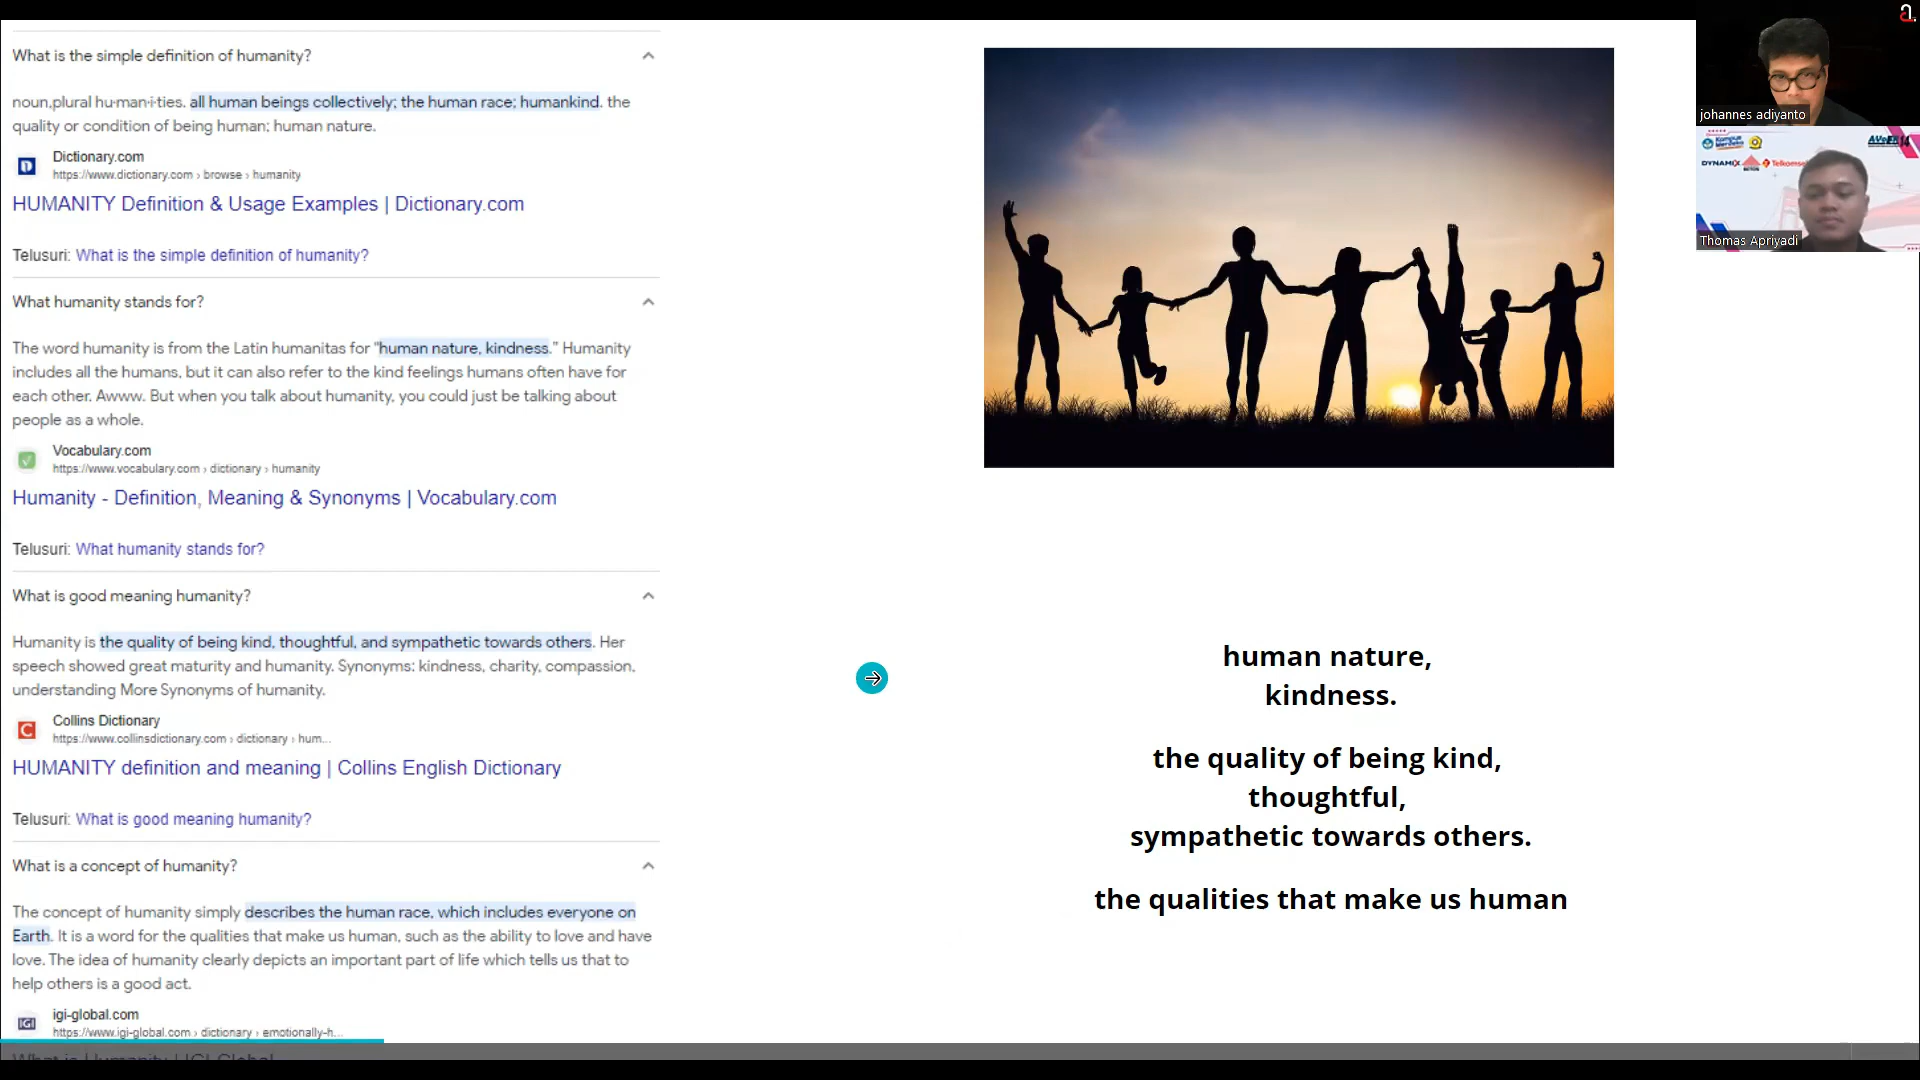 What is the simple definition of humanity?
noun,plural hu·man·i·ties. all human beings collectively; the human race; humankind. the
quality or condition of being human; human nature.
Dictionary.com
https://www.dictionary.com › browse › humanity
HUMANITY Definition & Usage Examples | Dictionary.com
Telusuri: What is the simple definition of humanity?
What humanity stands for?
The word humanity is from the Latin humanitas for “human nature, kindness.” Humanity
includes all the humans, but it can also refer to the kind feelings humans often have for
each other. Awww. But when you talk about humanity, you could just be talking about
people as a whole.
Vocabulary.com
https://www.vocabulary.com › dictionary › humanity
Humanity - Definition, Meaning & Synonyms | Vocabulary.com
Telusuri: What humanity stands for?
What is good meaning humanity?
Humanity is the quality of being kind, thoughtful, and sympathetic towards others. Her
speech showed great maturity and humanity. Synonyms: kindness, charity, compassion,
understanding More Synonyms of humanity.
Collins Dictionary
https://www.collinsdictionary.com › dictionary › hum...
HUMANITY definition and meaning | Collins English Dictionary
Telusuri: What is good meaning humanity?
What is a concept of humanity?
The concept of humanity simply describes the human race, which includes everyone on
Earth. It is a word for the qualities that make us human, such as the ability to love and have
love. The idea of humanity clearly depicts an important part of life which tells us that to
help others is a good act.
igi-global.com
https://www.igi-global.com › dictionary › emotionally-h...
What is Humanity | IGI Global
human nature,
kindness.
the quality of being kind,
thoughtful,
sympathetic towards others.
the qualities that make us human
johannes adiyanto
Kampus
Merdeka
DYNAMIX
BETON
Telkomsel
Thomas Apriyadi